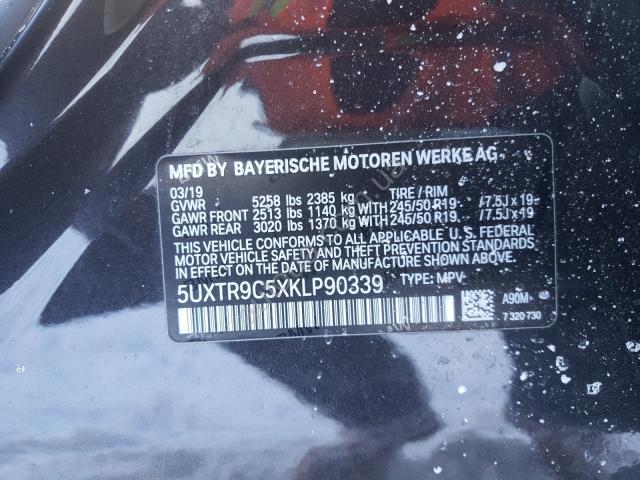 MFD BY BAYERISCHE MOTOREN WERKE AG
03/19
GVWR 5258 lbs 2385 kg TIRE / RIM
GAWR FRONT 2513 lbs 1140 kg WITH 245/50 R19 /7.5J x 19
GAWR REAR 3020 lbs 1370 kg WITH 245/50 R19 /7.5J x 19
THIS VEHICLE CONFORMS TO ALL APPLICABLE U. S. FEDERAL
MOTOR VEHICLE SAFETY AND THEFT PREVENTION STANDARDS
IN EFFECT ON THE DATE OF MANUFACTURE SHOWN ABOVE.
5UXTR9C5XKLP90339 TYPE: MPV
A90M
7 320 730